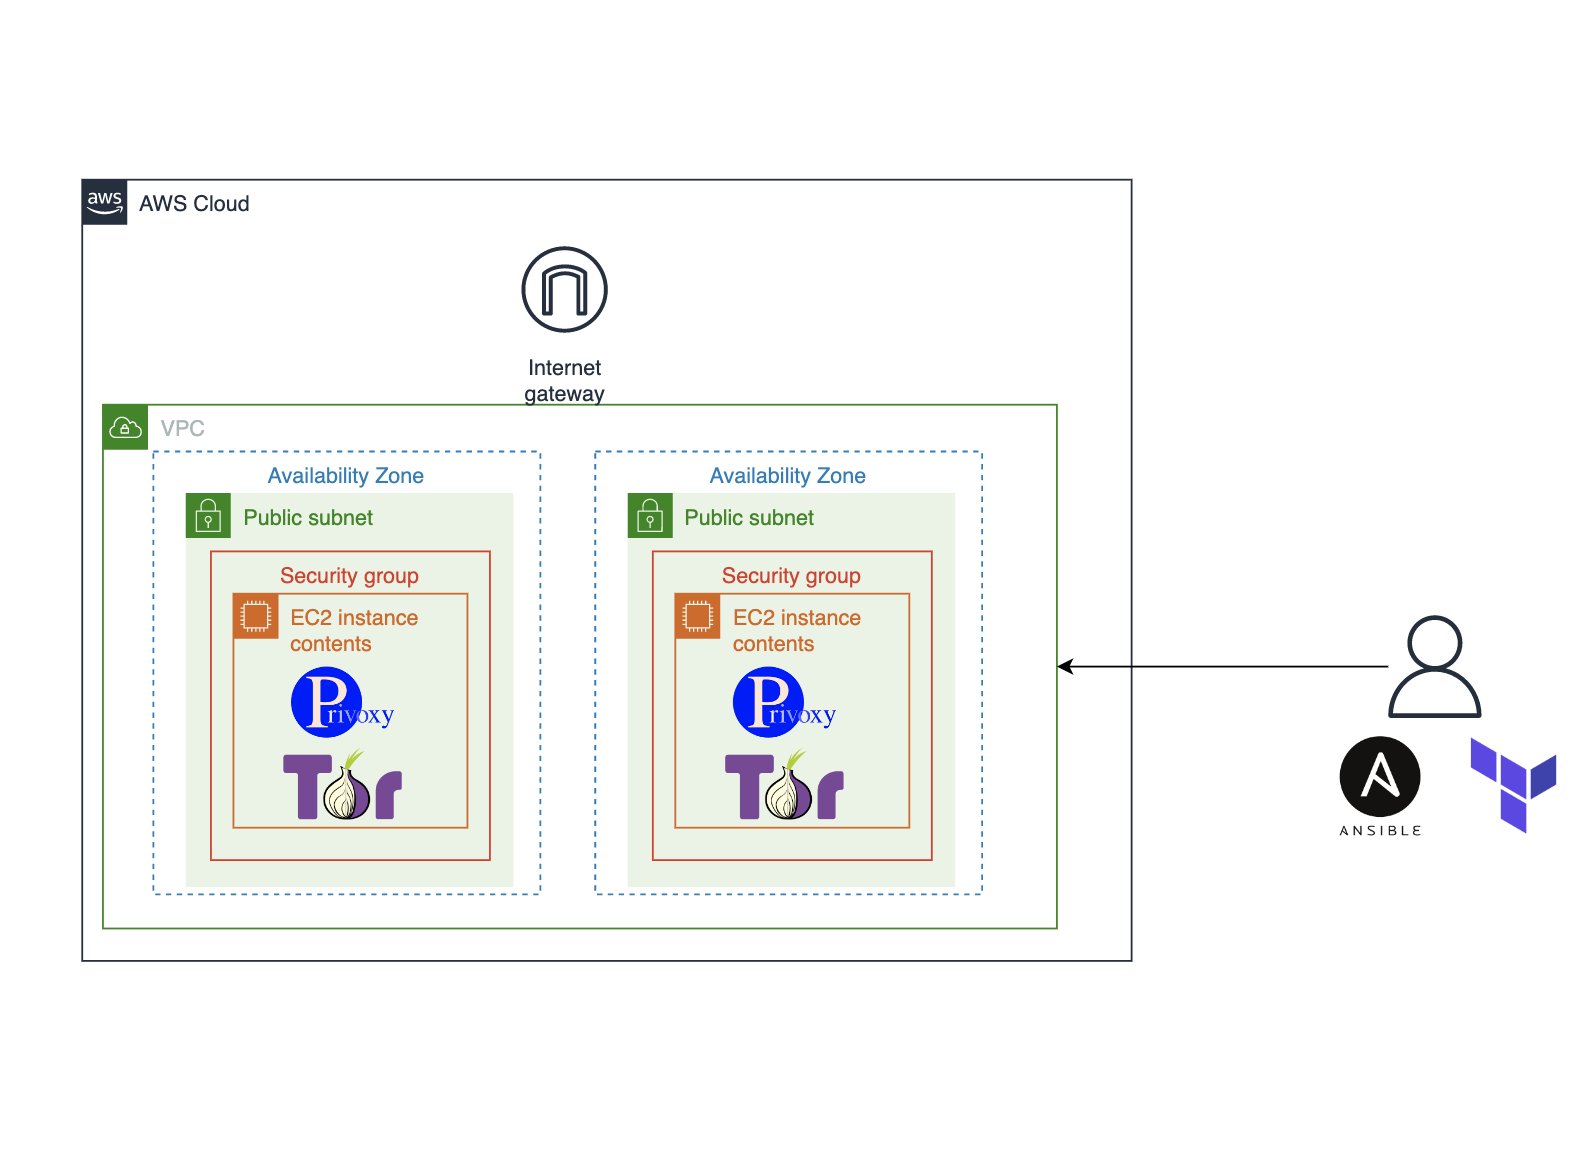 aws
AWS Cloud
Internet
gateway
VPC
Availability Zone
Availability Zone
Public subnet
Public subnet
Security group
Security group
EC2 instance
contents
EC2 instance
contents
Privoxy
Privoxy
Tor
Tor
ANSIBLE